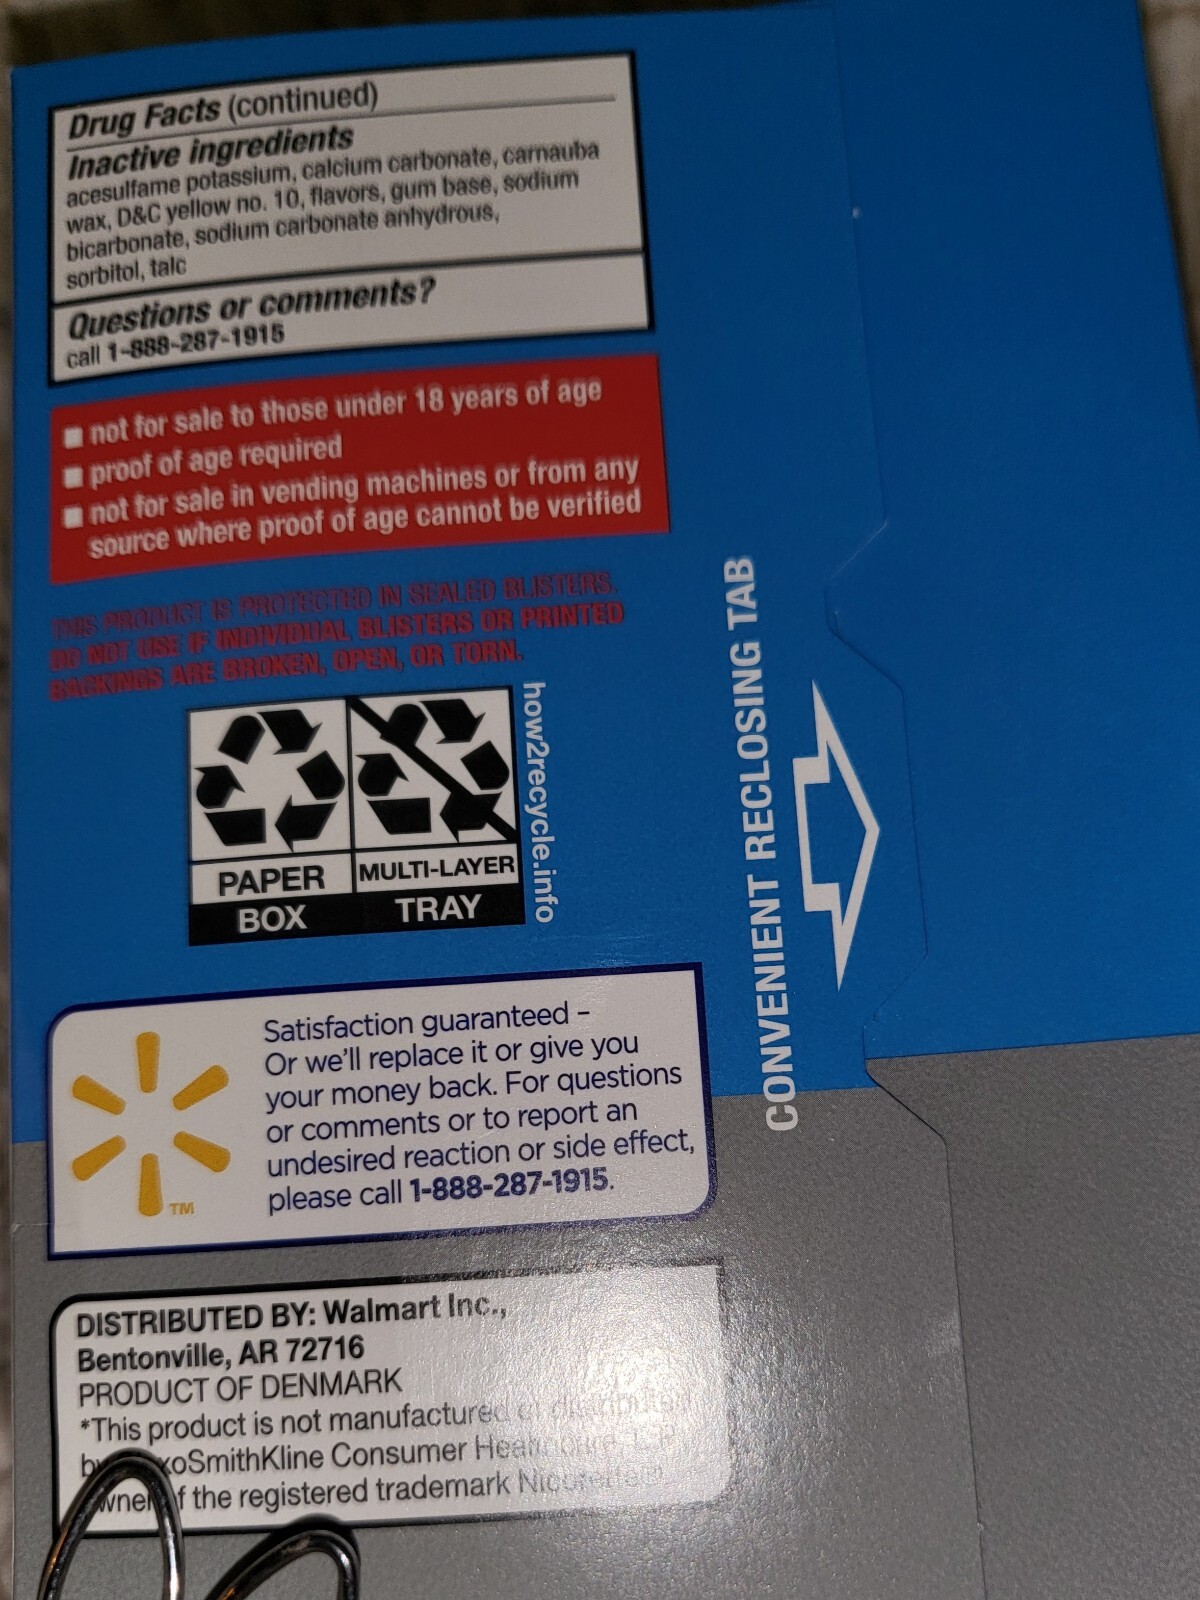 Drug Facts (continued)
Inactive ingredients
acesulfame potassium, calcium carbonate, carnauba
wax, D&C yellow no. 10, flavors, gum base, sodium
bicarbonate, sodium carbonate anhydrous,
sorbitol, talc
Questions or comments?
call 1-888-287-1915
■ not for sale to those under 18 years of age
■ proof of age required
■ not for sale in vending machines or from any
source where proof of age cannot be verified
THIS PRODUCT IS PROTECTED IN SEALED BLISTERS.
DO NOT USE IF INDIVIDUAL BLISTERS OR PRINTED
BACKINGS ARE BROKEN, OPEN, OR TORN.
PAPER
BOX
MULTI-LAYER
TRAY
how2recycle.info
CONVENIENT RECLOSING TAB
Satisfaction guaranteed –
Or we'll replace it or give you
your money back. For questions
or comments or to report an
undesired reaction or side effect,
please call 1-888-287-1915.
TM
DISTRIBUTED BY: Walmart Inc.,
Bentonville, AR 72716
PRODUCT OF DENMARK
*This product is not manufactured or distributed
by xoSmithKline Consumer Healthcare, L.P.,
wner f the registered trademark Nicorette®